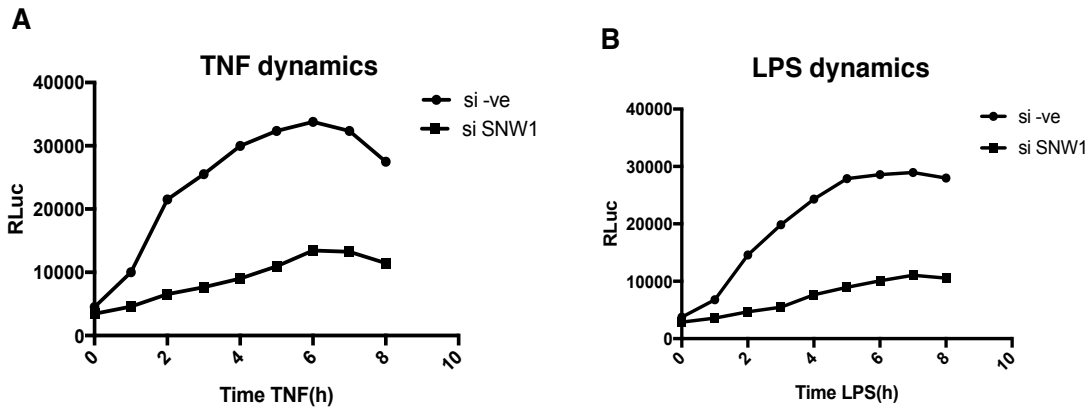 A
TNF dynamics
40000
30000
20000
10000
0
RLuc
0
2
4
6
8
10
Time TNF(h)
si -ve
si SNW1
B
LPS dynamics
40000
30000
20000
10000
0
RLuc
0
2
4
6
8
10
Time LPS(h)
si -ve
si SNW1